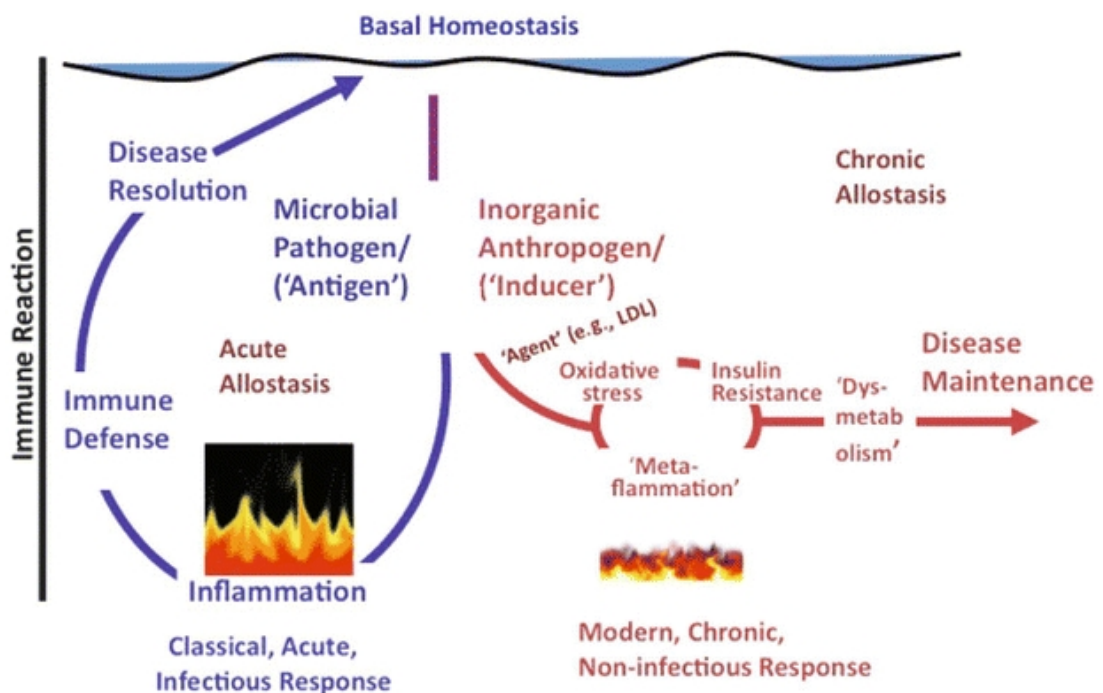 Basal Homeostasis
Immune Reaction
Disease
Resolution
Microbial
Pathogen/
(‘Antigen’)
Inorganic
Anthropogen/
(‘Inducer’)
Chronic
Allostasis
Acute
Allostasis
Immune
Defense
Inflammation
Classical, Acute,
Infectious Response
‘Agent’ (e.g., LDL)
Oxidative
stress
Insulin
Resistance
‘Meta-
flammation’
‘Dys-
metab
olism’
Disease
Maintenance
Modern, Chronic,
Non-infectious Response